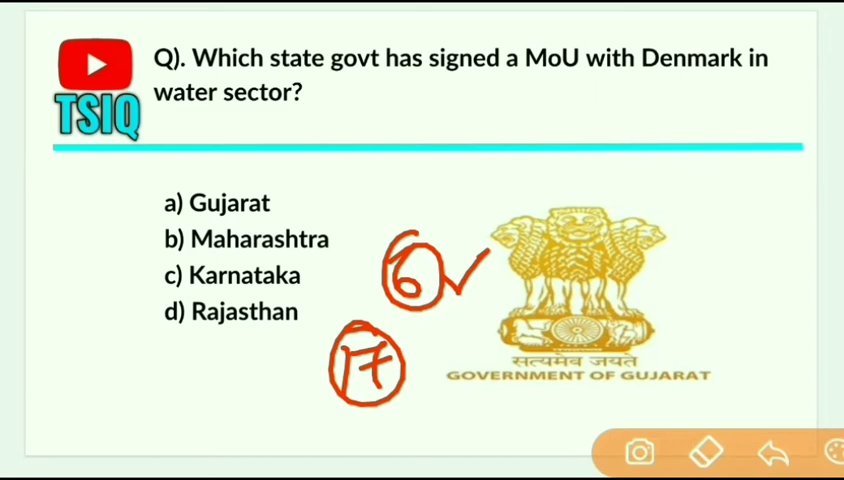 Q). Which state govt has signed a MoU with Denmark in
water sector?
TSIQ
a) Gujarat
b) Maharashtra
c) Karnataka
d) Rajasthan
6
17
सत्यमेव जयते
GOVERNMENT OF GUJARAT